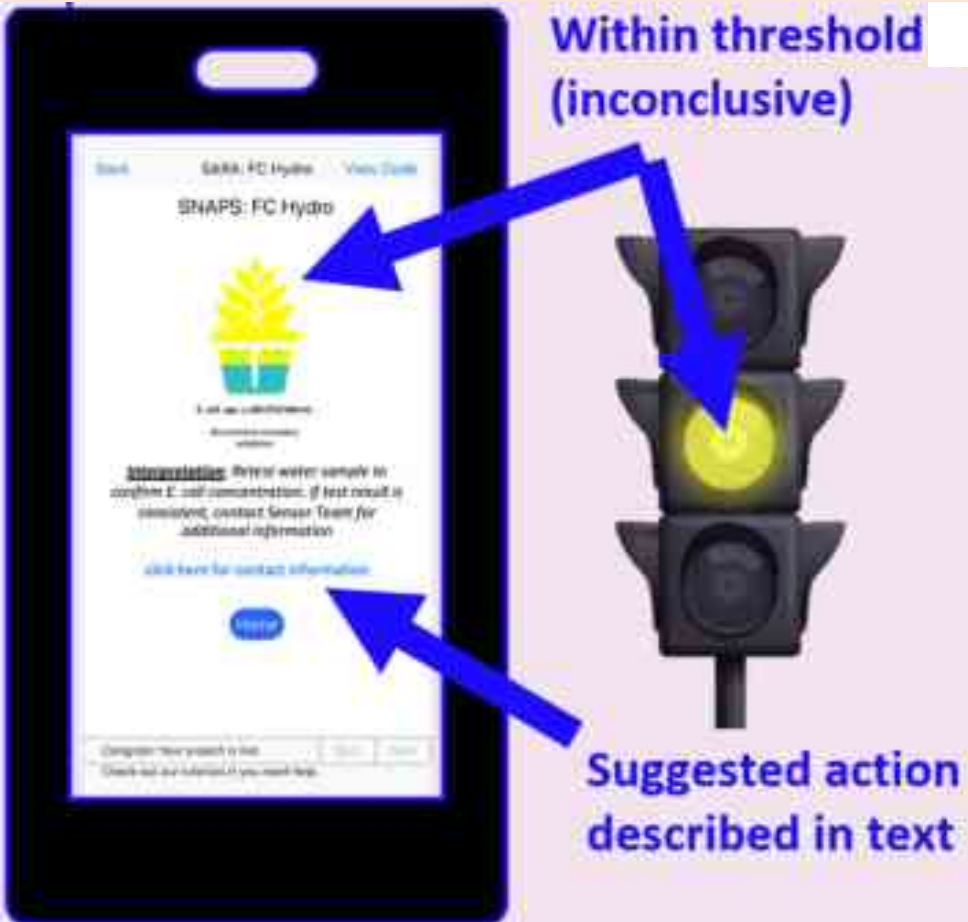 Within threshold
(inconclusive)
Back SARA: FC Hydro View Code
SNAPS: FC Hydro
Interpretation: Retest water sample to
confirm E. coli concentration. If test result is
consistent, contact Sensor Team for
additional information
click here for contact information
Home
Suggested action
described in text